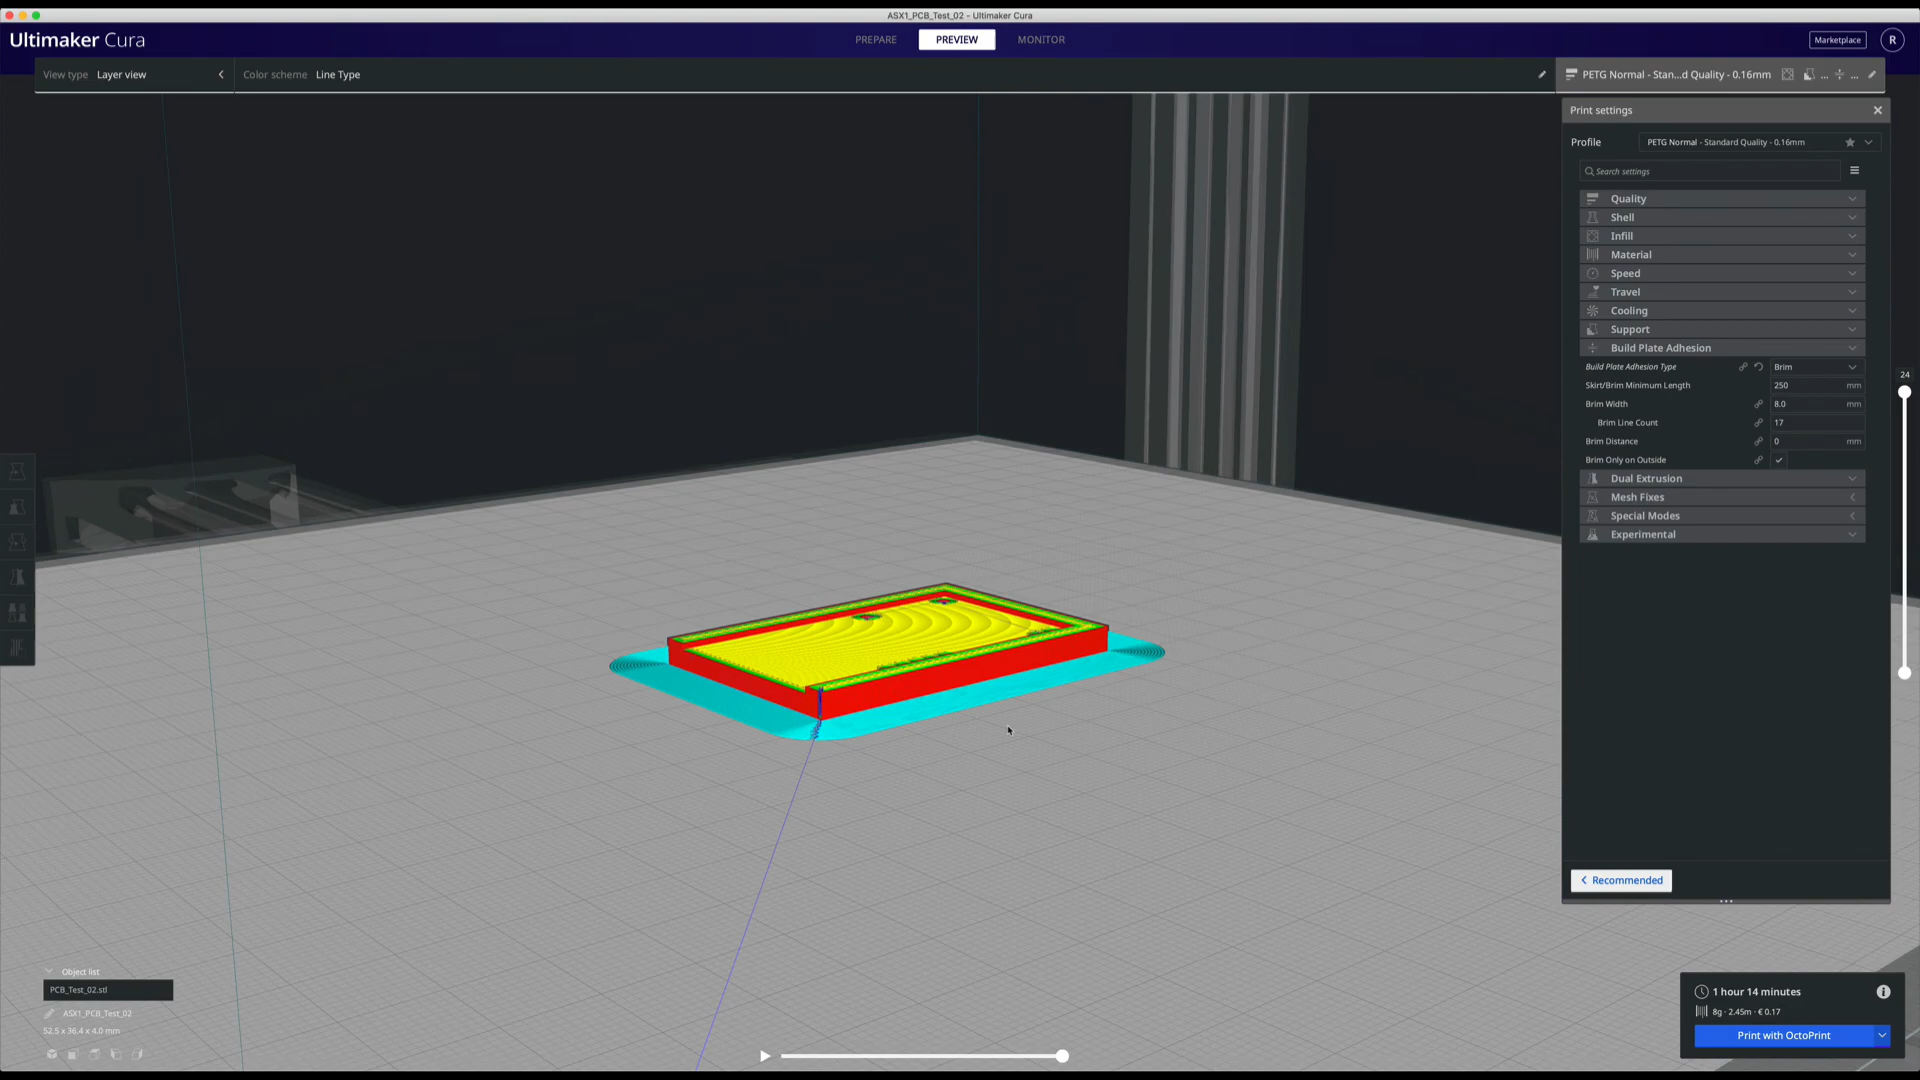 ASX1_PCB_Test_02 - Ultimaker Cura
Ultimaker Cura
PREPARE
PREVIEW
MONITOR
Marketplace
R
View type Layer view
Color scheme Line Type
PETG Normal - Stan...d Quality - 0.16mm
... ...
Print settings
Profile
PETG Normal - Standard Quality - 0.16mm
Search settings
Quality
Shell
Infill
Material
Speed
Travel
Cooling
Support
Build Plate Adhesion
Build Plate Adhesion Type Brim
Skirt/Brim Minimum Length 250 mm
Brim Width 8.0 mm
Brim Line Count 17
Brim Distance 0 mm
Brim Only on Outside
Dual Extrusion
Mesh Fixes
Special Modes
Experimental
24
Recommended
Object list
PCB_Test_02.stl
ASX1_PCB_Test_02
52.5 x 36.4 x 4.0 mm
1 hour 14 minutes
8g · 2.45m · € 0.17
Print with OctoPrint